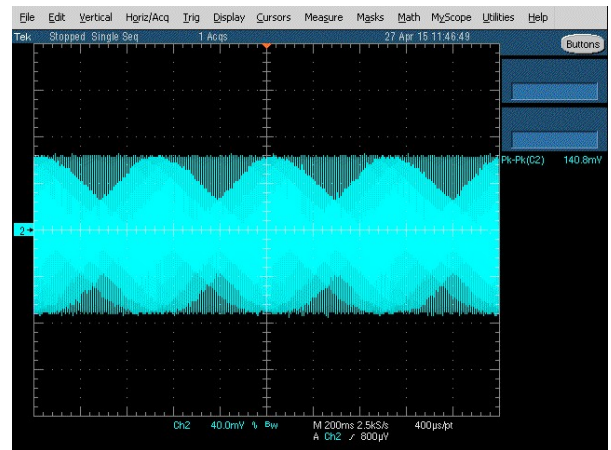 File Edit Vertical Horiz/Acq Trig Display Cursors Measure Masks Math MyScope Utilities Help
Tek Stopped Single Seq 1 Acqs 27 Apr 15 11:46:49
Buttons
Pk-Pk(C2) 140.8mV
2
Ch2 40.0mV % Bw M 200ms 2.5kS/s 400µs/pt
A Ch2 / 800µV